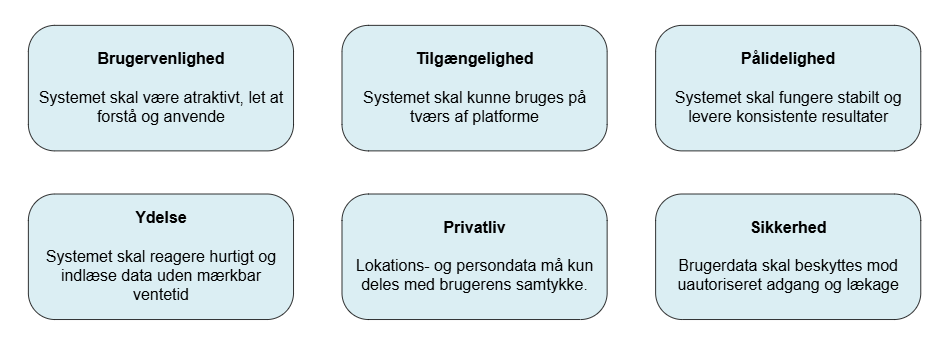 Brugervenlighed
Systemet skal være atraktivt, let at
forstå og anvende
Tilgængelighed
Systemet skal kunne bruges på
tværs af platforme
Pålidelighed
Systemet skal fungere stabilt og
levere konsistente resultater
Ydelse
Systemet skal reagere hurtigt og
indlæse data uden mærkbar
ventetid
Privatliv
Lokations- og persondata må kun
deles med brugerens samtykke.
Sikkerhed
Brugerdata skal beskyttes mod
uautoriseret adgang og lækage